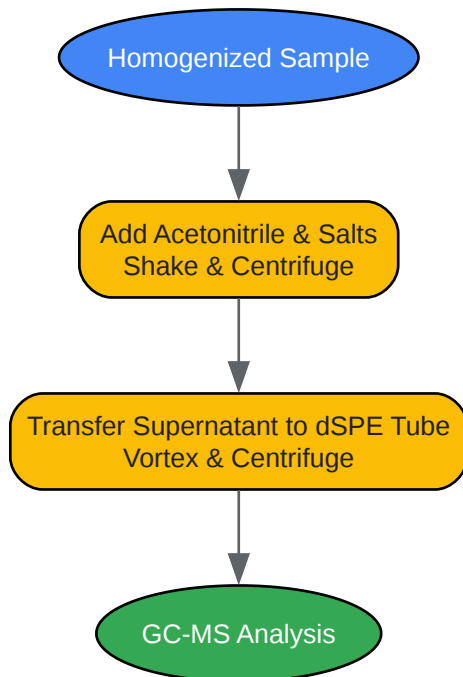 Homogenized Sample
Add Acetonitrile & Salts
Shake & Centrifuge
Transfer Supernatant to dSPE Tube
Vortex & Centrifuge
GC-MS Analysis